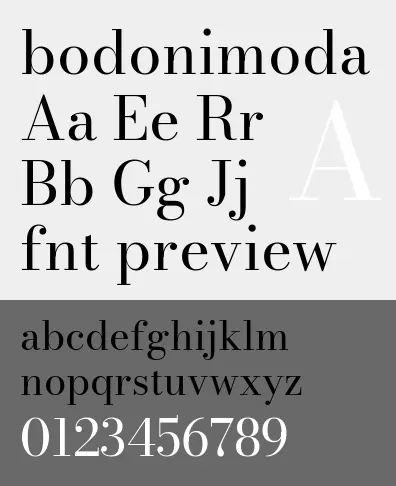 bodonimoda
Aa Ee Rr
A
Bb Gg Jj
fnt preview
abcdefghijklm
nopqrstuvwxyz
0123456789